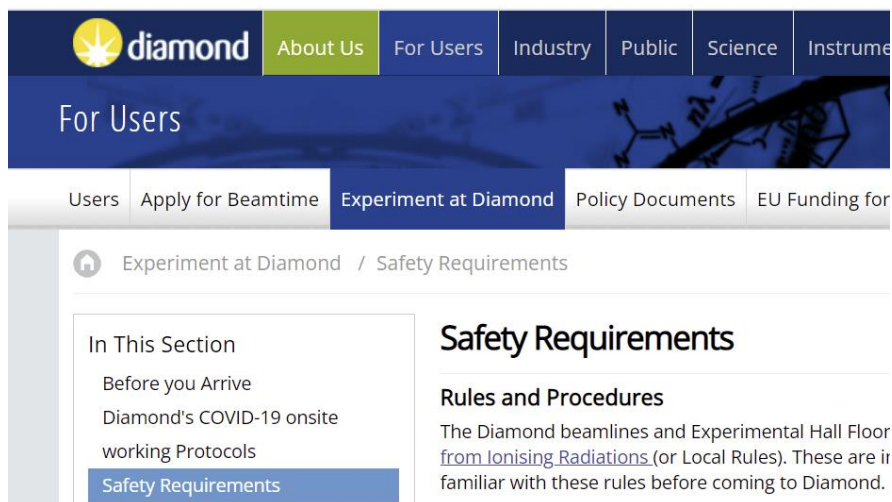 diamond About Us For Users Industry Public Science
For Users
Users Apply for Beamtime Experiment at Diamond Policy Documents EU Funding for
Experiment at Diamond / Safety Requirements
In This Section
Before you Arrive
Diamond's COVID-19 onsite
working Protocols
Safety Requirements
Safety Requirements
Rules and Procedures
The Diamond beamlines and Experimental Hall Floor
from Ionising Radiations (or Local Rules). These are
familiar with these rules before coming to Diamond.